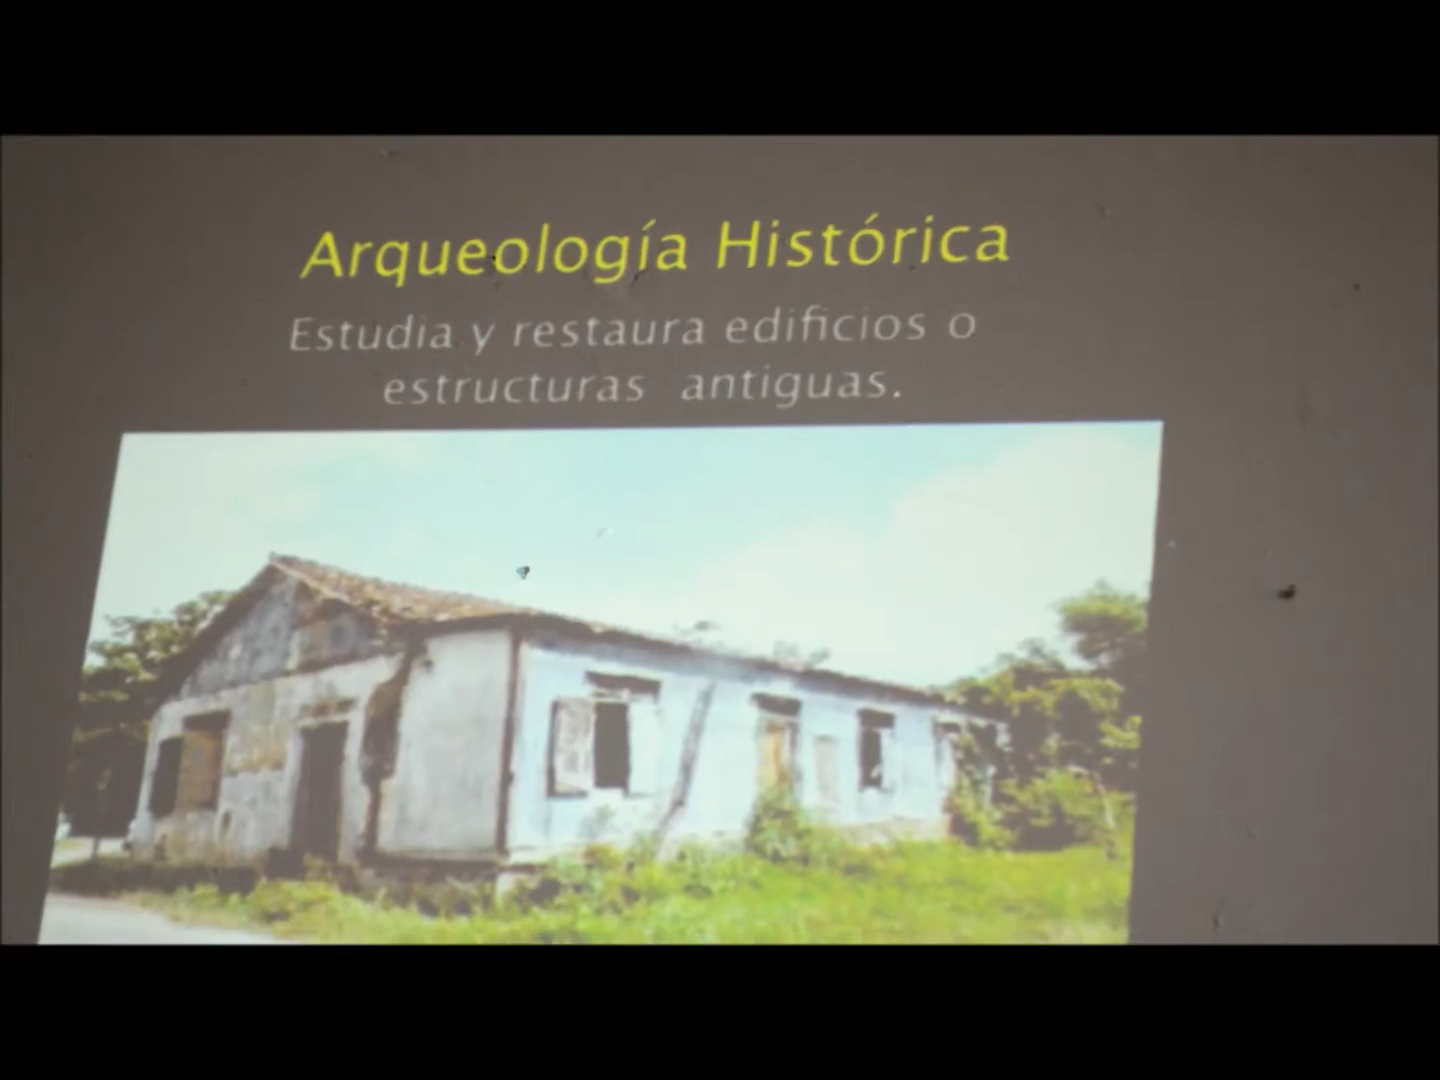 Arqueología Histórica
Estudia y restaura edificios o
estructuras antiguas.